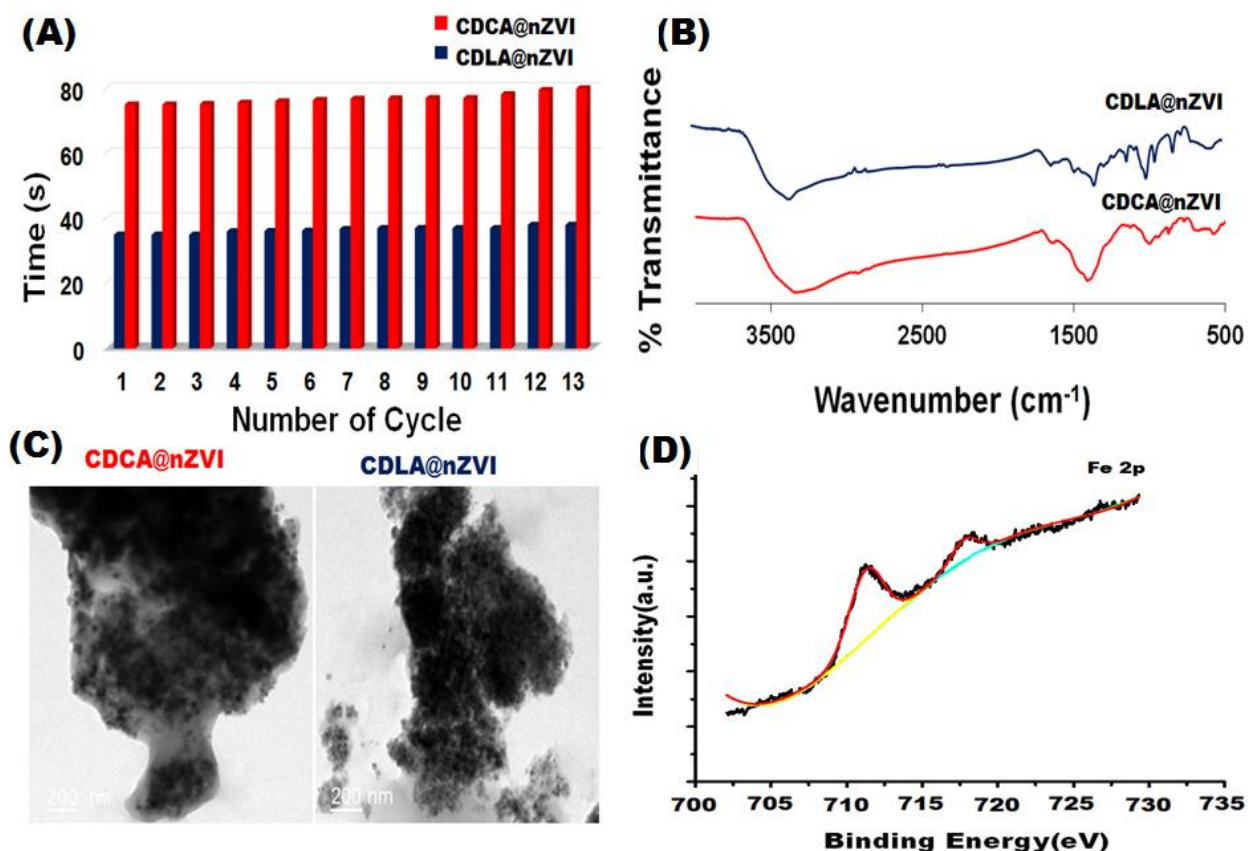 (A)
CDCA@nZVI
CDLA@nZVI
80
60
40
20
0
Time (s)
1 2 3 4 5 6 7 8 9 10 11 12 13
Number of Cycle
(B)
% Transmittance
CDLA@nZVI
CDCA@nZVI
3500 2500 1500 500
Wavenumber (cm⁻¹)
(C)
CDCA@nZVI CDLA@nZVI
200 nm 200 nm
(D)
Fe 2p
Intensity(a.u.)
700 705 710 715 720 725 730 735
Binding Energy(eV)